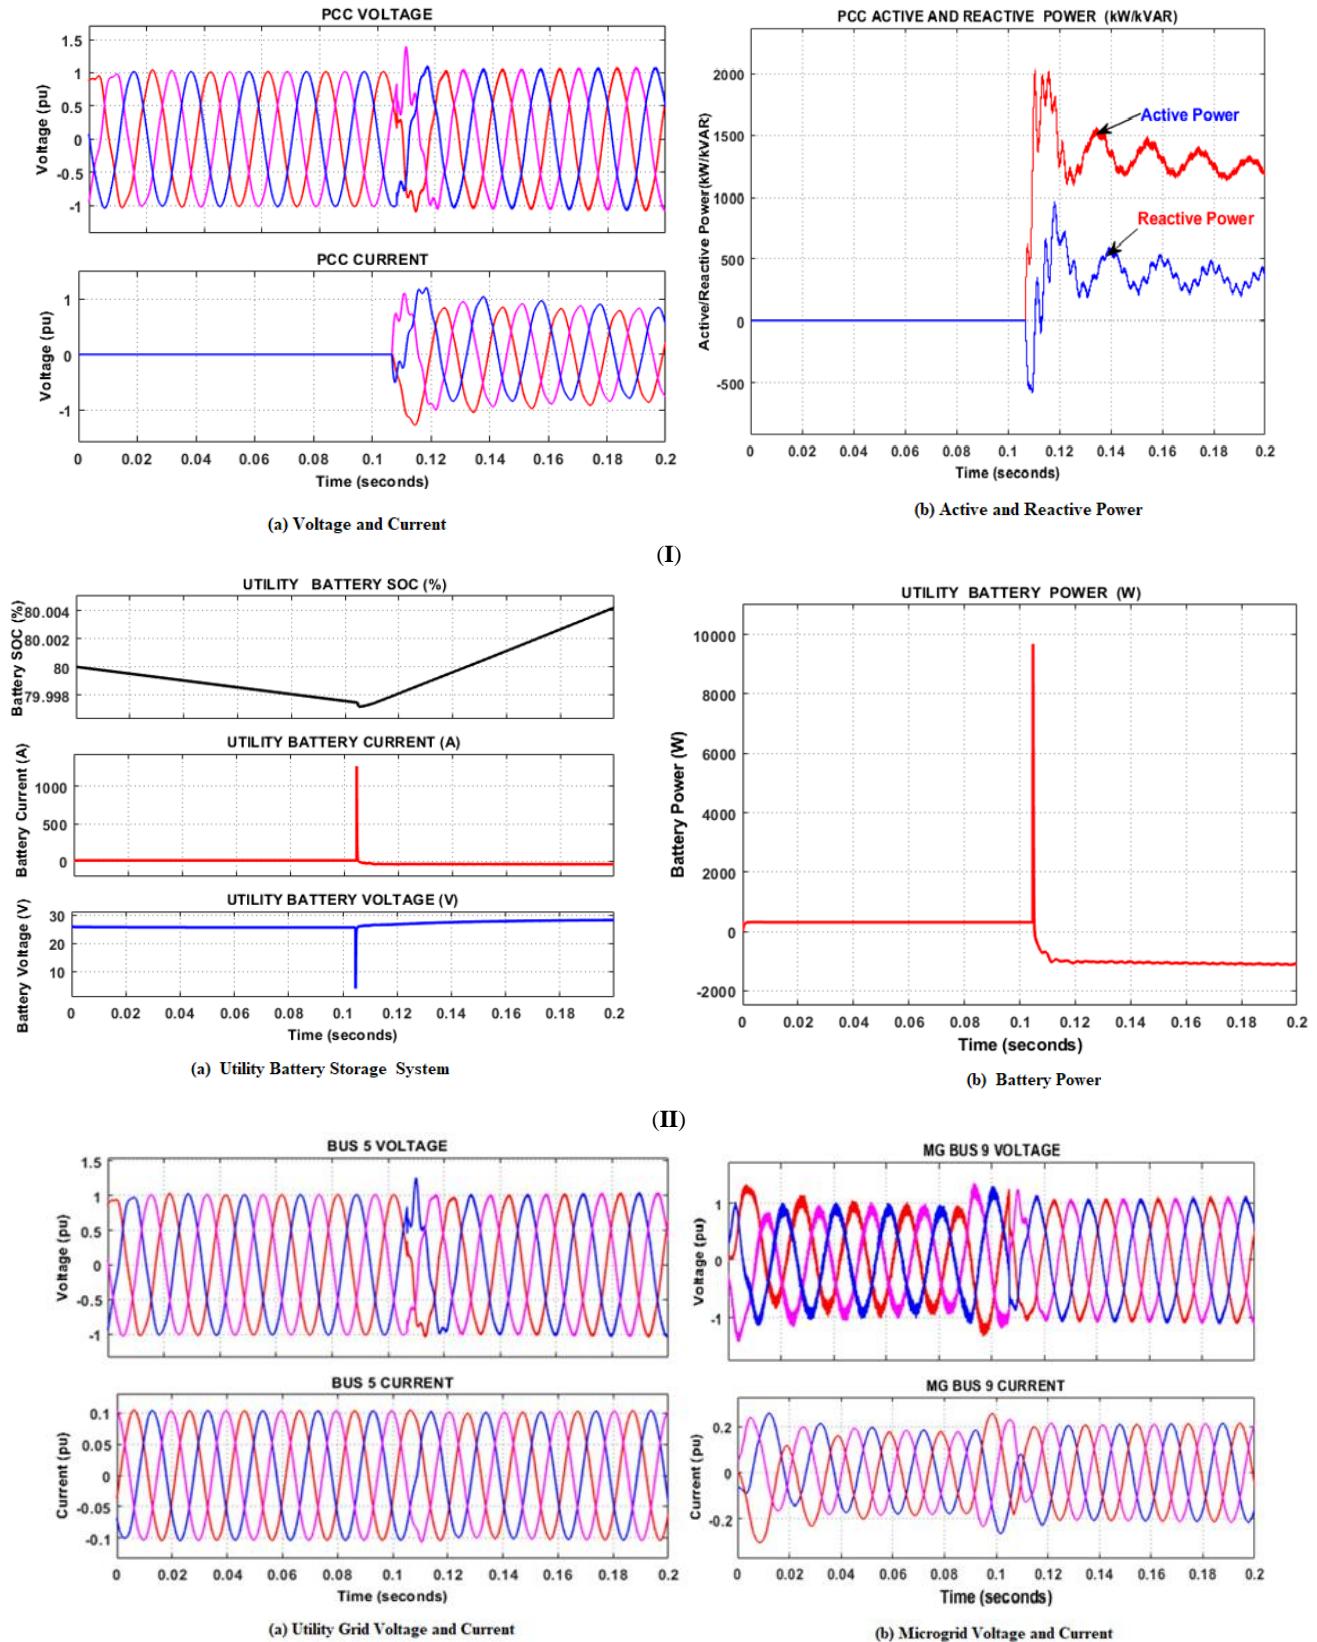 PCC VOLTAGE
Voltage (pu)
1.5
1
0.5
0
-0.5
-1
PCC CURRENT
Voltage (pu)
1
0
-1
0 0.02 0.04 0.06 0.08 0.1 0.12 0.14 0.16 0.18 0.2
Time (seconds)
(a) Voltage and Current
PCC ACTIVE AND REACTIVE POWER (kW/kVAR)
Active/Reactive Power(kW/kVAR)
2000
1500
1000
500
0
-500
Active Power
Reactive Power
0 0.02 0.04 0.06 0.08 0.1 0.12 0.14 0.16 0.18 0.2
Time (seconds)
(b) Active and Reactive Power
(I)
UTILITY BATTERY SOC (%)
Battery SOC (%)
80.004
80.002
80
79.998
UTILITY BATTERY CURRENT (A)
Battery Current (A)
1000
500
0
UTILITY BATTERY VOLTAGE (V)
Battery Voltage (V)
30
20
10
0 0.02 0.04 0.06 0.08 0.1 0.12 0.14 0.16 0.18 0.2
Time (seconds)
(a) Utility Battery Storage System
UTILITY BATTERY POWER (W)
Battery Power (W)
10000
8000
6000
4000
2000
0
-2000
0 0.02 0.04 0.06 0.08 0.1 0.12 0.14 0.16 0.18 0.2
Time (seconds)
(b) Battery Power
(II)
BUS 5 VOLTAGE
Voltage (pu)
1.5
1
0.5
0
-0.5
-1
BUS 5 CURRENT
Current (pu)
0.1
0.05
0
-0.05
-0.1
0 0.02 0.04 0.06 0.08 0.1 0.12 0.14 0.16 0.18 0.2
Time (seconds)
(a) Utility Grid Voltage and Current
MG BUS 9 VOLTAGE
Voltage (pu)
1
0
-1
MG BUS 9 CURRENT
Current (pu)
0.2
0
-0.2
0 0.02 0.04 0.06 0.08 0.1 0.12 0.14 0.16 0.18 0.2
Time (seconds)
(b) Microgrid Voltage and Current